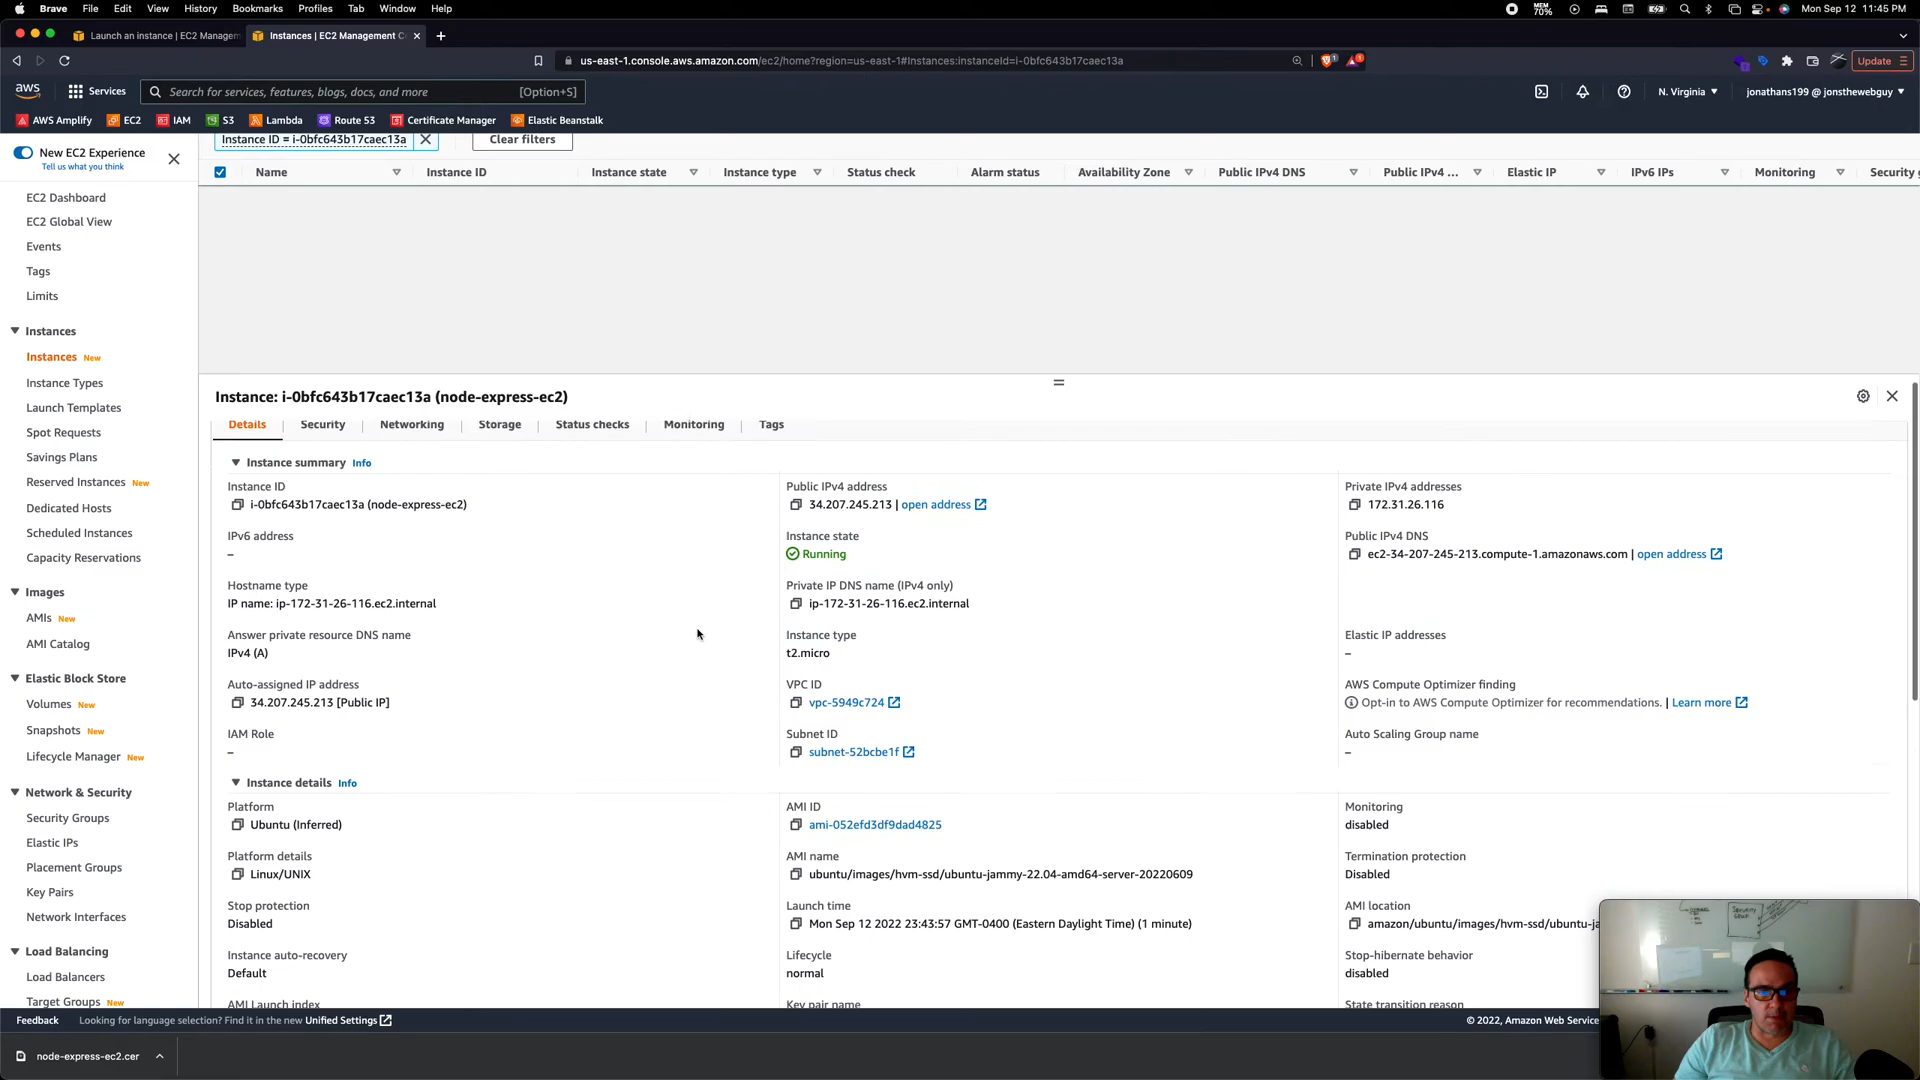 Brave File Edit View History Bookmarks Profiles Tab Window Help MEM 70% Mon Sep 12 11:45 PM
Launch an instance | EC2 Managem Instances | EC2 Management C
us-east-1.console.aws.amazon.com/ec2/home?region=us-east-1#Instances:instanceId=i-0bfc643b17caec13a Update
aws Services Search for services, features, blogs, docs, and more [Option+S] N. Virginia jonathans199 @ jonsthewebguy
AWS Amplify EC2 IAM S3 Lambda Route 53 Certificate Manager Elastic Beanstalk
Instance ID = i-0bfc643b17caec13a Clear filters
Name Instance ID Instance state Instance type Status check Alarm status Availability Zone Public IPv4 DNS Public IPv4 ... Elastic IP IPv6 IPs Monitoring Security g
New EC2 Experience
Tell us what you think
EC2 Dashboard
EC2 Global View
Events
Tags
Limits
Instances
Instances New
Instance Types
Launch Templates
Spot Requests
Savings Plans
Reserved Instances New
Dedicated Hosts
Scheduled Instances
Capacity Reservations
Images
AMIs New
AMI Catalog
Elastic Block Store
Volumes New
Snapshots New
Lifecycle Manager New
Network & Security
Security Groups
Elastic IPs
Placement Groups
Key Pairs
Network Interfaces
Load Balancing
Load Balancers
Target Groups New
Instance: i-0bfc643b17caec13a (node-express-ec2)
Details Security Networking Storage Status checks Monitoring Tags
Instance summary Info
Instance ID
i-0bfc643b17caec13a (node-express-ec2)
Public IPv4 address
34.207.245.213 | open address
Private IPv4 addresses
172.31.26.116
IPv6 address
–
Instance state
Running
Public IPv4 DNS
ec2-34-207-245-213.compute-1.amazonaws.com | open address
Hostname type
IP name: ip-172-31-26-116.ec2.internal
Private IP DNS name (IPv4 only)
ip-172-31-26-116.ec2.internal
Answer private resource DNS name
IPv4 (A)
Instance type
t2.micro
Elastic IP addresses
–
Auto-assigned IP address
34.207.245.213 [Public IP]
VPC ID
vpc-5949c724
AWS Compute Optimizer finding
Opt-in to AWS Compute Optimizer for recommendations. | Learn more
IAM Role
–
Subnet ID
subnet-52bcbe1f
Auto Scaling Group name
–
Instance details Info
Platform
Ubuntu (Inferred)
AMI ID
ami-052efd3df9dad4825
Monitoring
disabled
Platform details
Linux/UNIX
AMI name
ubuntu/images/hvm-ssd/ubuntu-jammy-22.04-amd64-server-20220609
Termination protection
Disabled
Stop protection
Disabled
Launch time
Mon Sep 12 2022 23:43:57 GMT-0400 (Eastern Daylight Time) (1 minute)
AMI location
amazon/ubuntu/images/hvm-ssd/ubuntu-ja
Instance auto-recovery
Default
Lifecycle
normal
Stop-hibernate behavior
disabled
AMI Launch index
Key pair name
State transition reason
Feedback Looking for language selection? Find it in the new Unified Settings © 2022, Amazon Web Service
node-express-ec2.cer